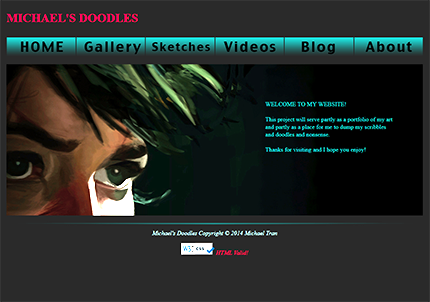 MICHAEL'S DOODLES
HOME Gallery Sketches Videos Blog About
WELCOME TO MY WEBSITE!
This project will serve partly as a portfolio of my art
and partly as a place for me to dump my scribbles
and doodles and nonsense.
Thanks for visiting and I hope you enjoy!
Michael's Doodles Copyright © 2014 Michael Tran
W3C css HTML Valid!